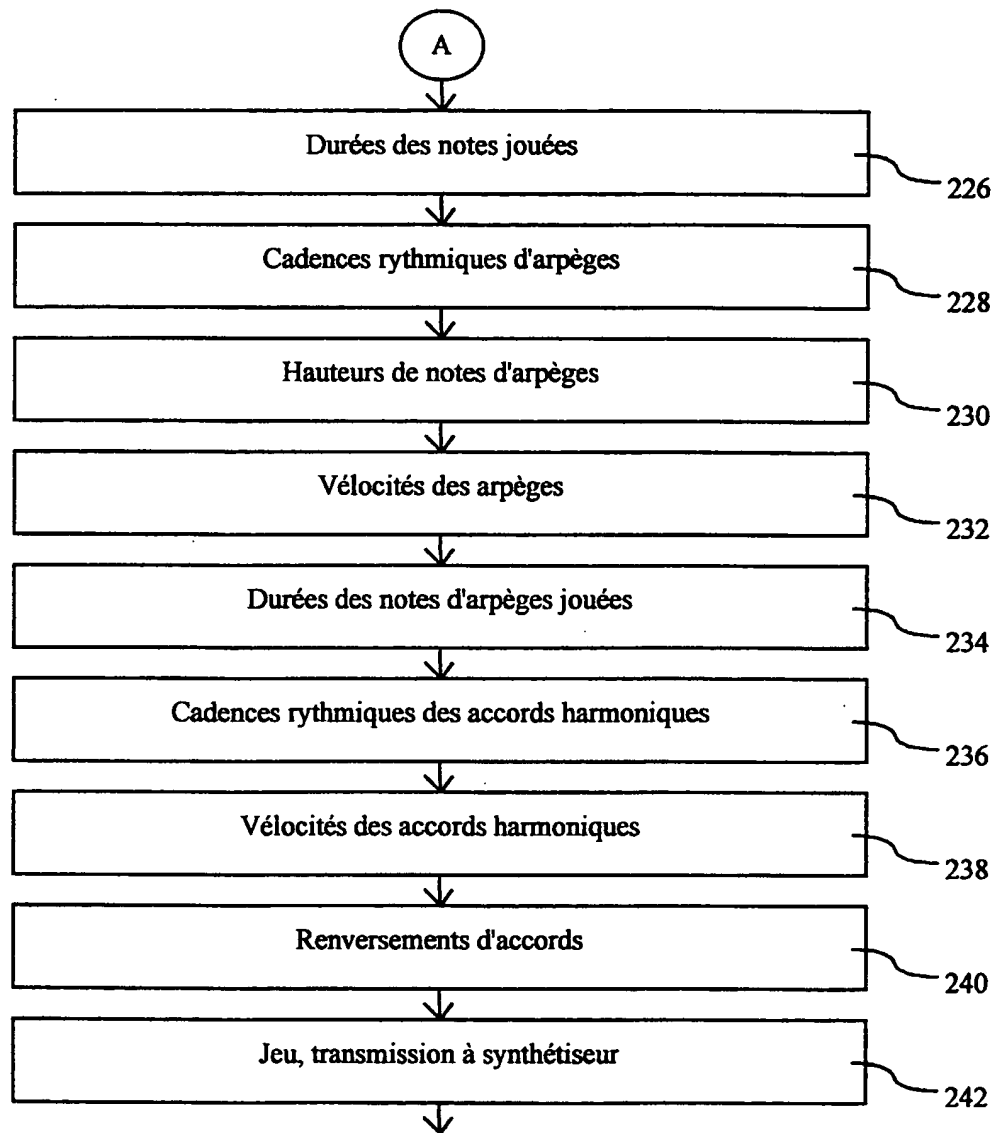 A
Durées des notes jouées
226
Cadences rythmiques d'arpèges
228
Hauteurs de notes d'arpèges
230
Vélocités des arpèges
232
Durées des notes d'arpèges jouées
234
Cadences rythmiques des accords harmoniques
236
Vélocités des accords harmoniques
238
Renversements d'accords
240
Jeu, transmission à synthétiseur
242